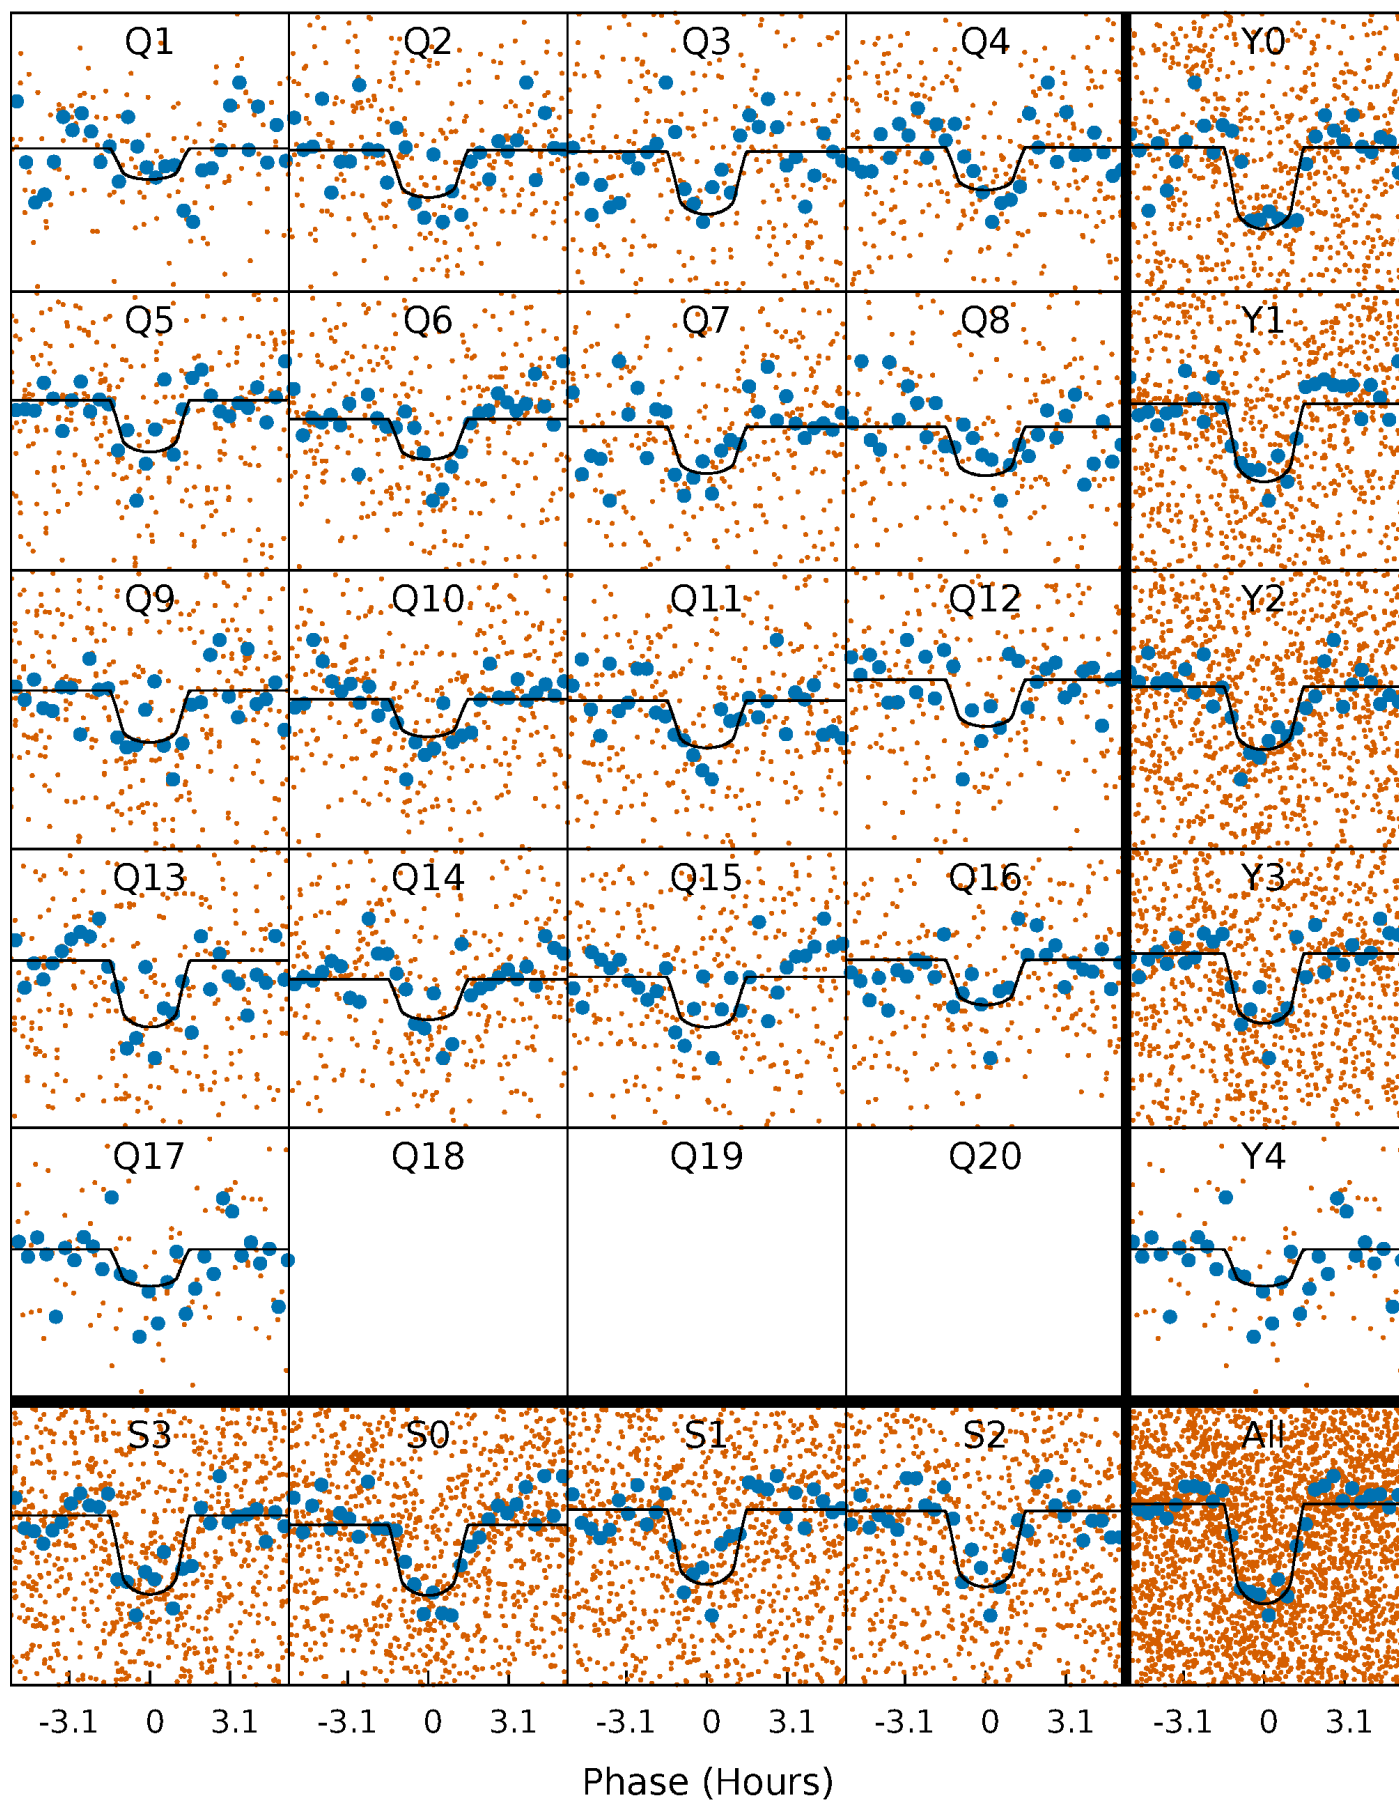 Q1 Q2 Q3 Q4 Y0
Q5 Q6 Q7 Q8 Y1
Q9 Q10 Q11 Q12 Y2
Q13 Q14 Q15 Q16 Y3
Q17 Q18 Q19 Q20 Y4
S3 S0 S1 S2 All
-3.1 0 3.1 -3.1 0 3.1 -3.1 0 3.1 -3.1 0 3.1 -3.1 0 3.1
Phase (Hours)